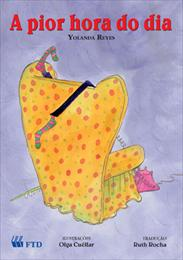 A pior hora do dia
YOLANDA REYES
FTD
ILUSTRAÇÕES
Olga Cuéllar
TRADUÇÃO
Ruth Rocha